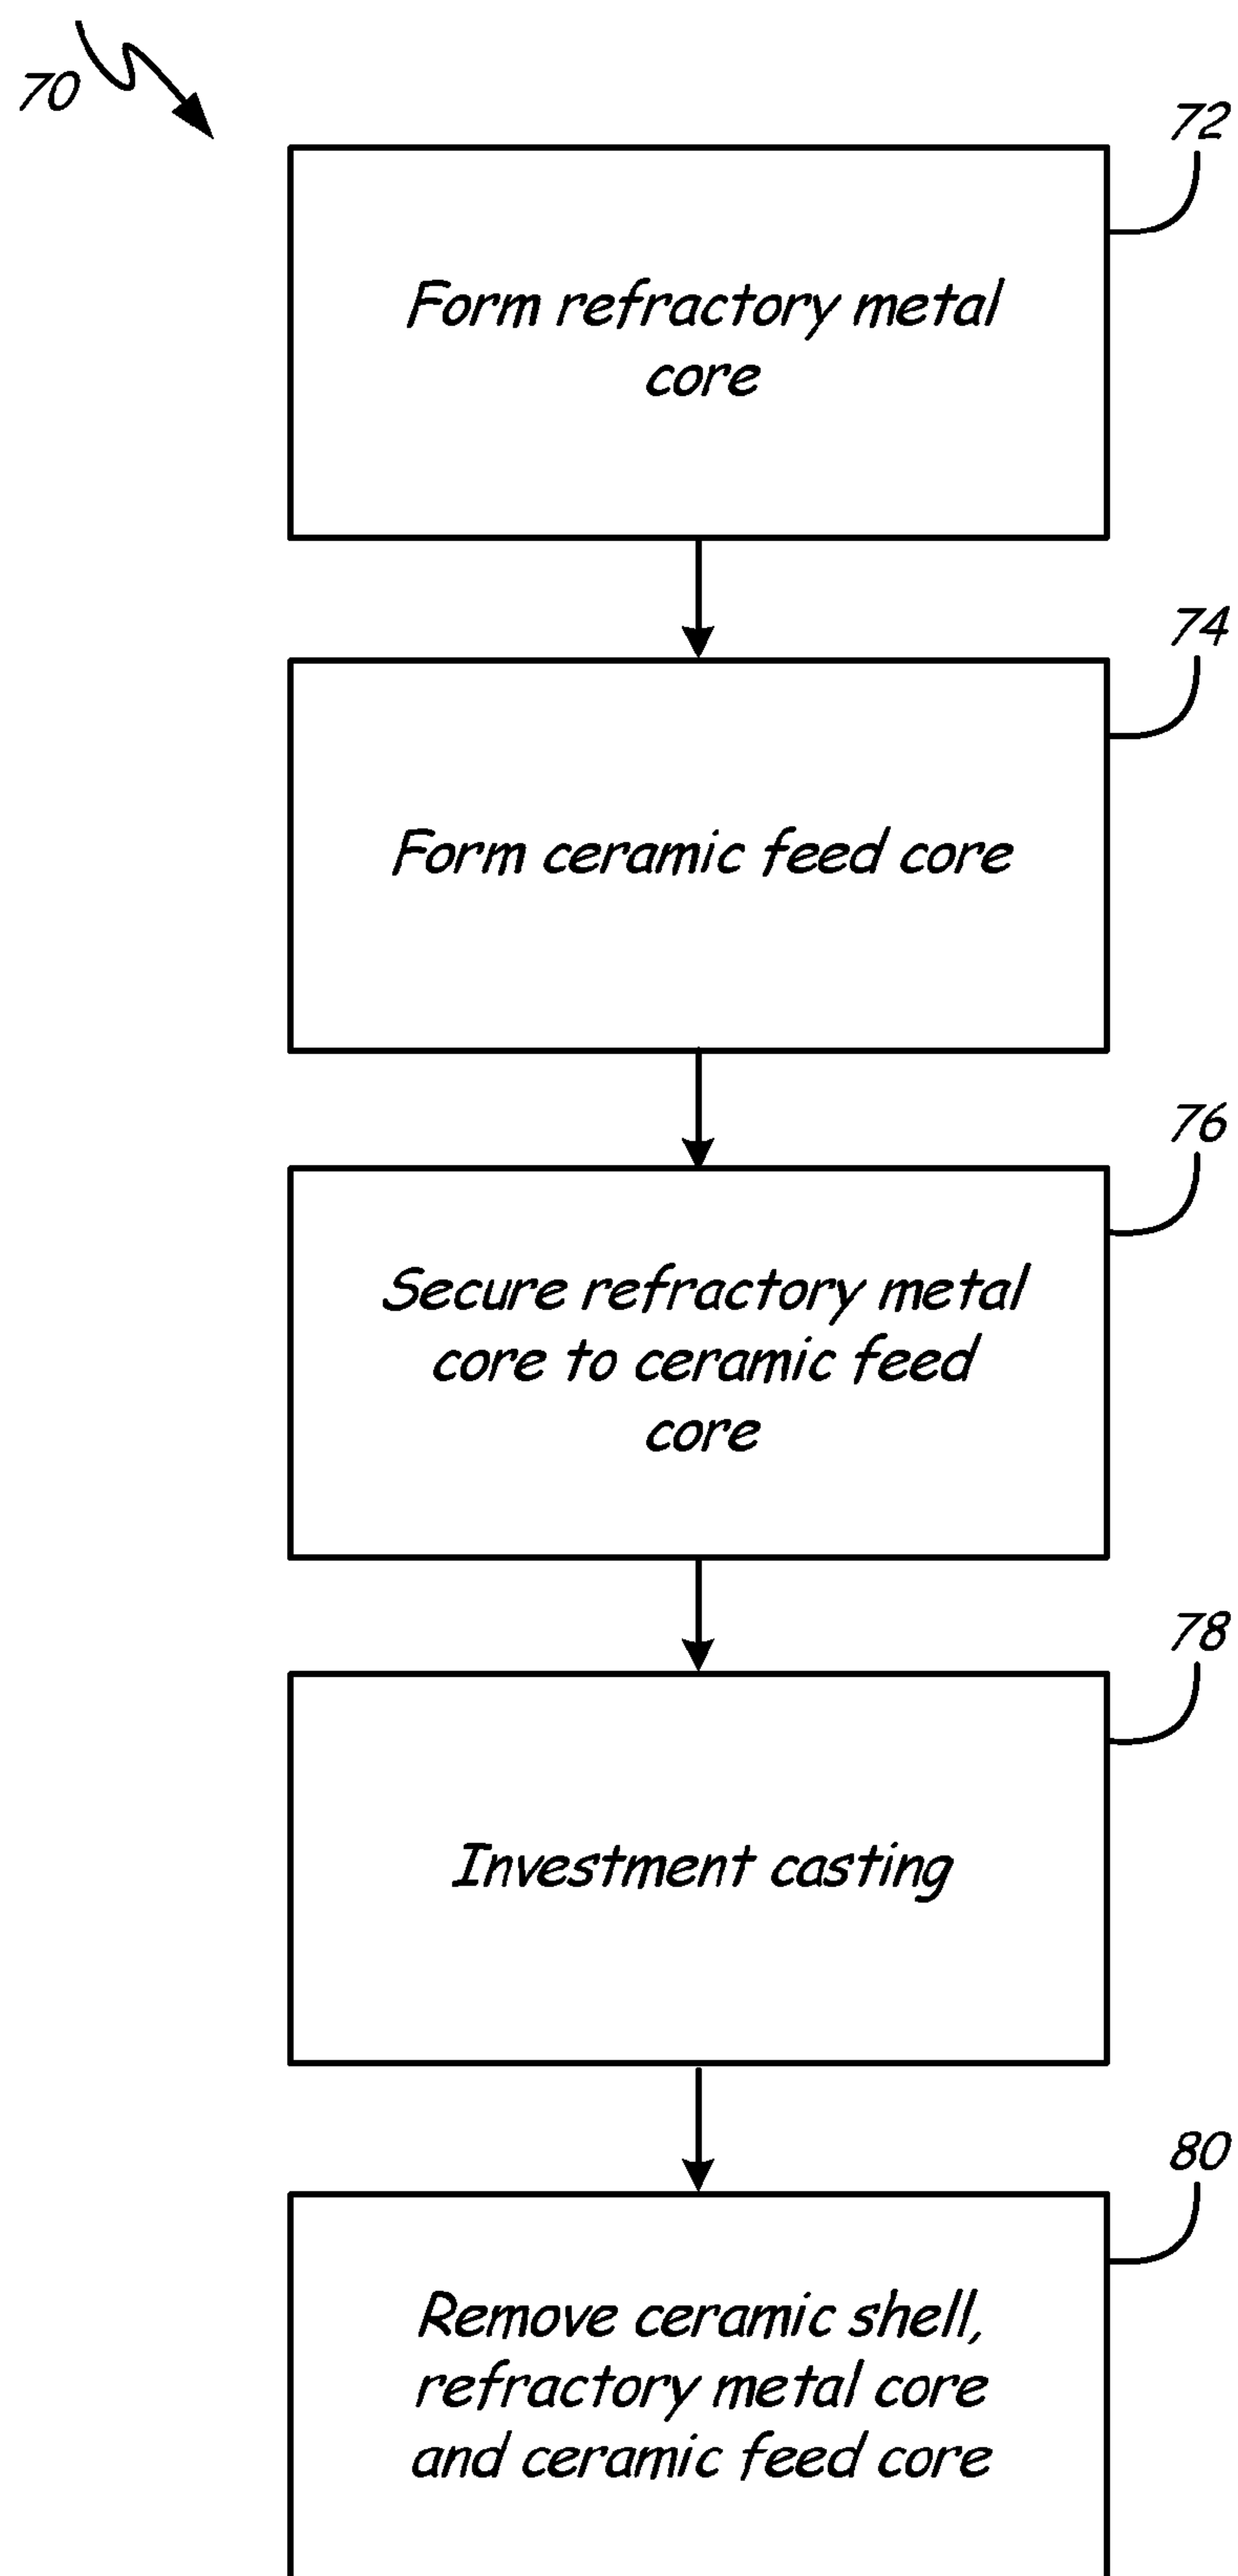 70
72
Form refractory metal
core
74
Form ceramic feed core
76
Secure refractory metal
core to ceramic feed
core
78
Investment casting
80
Remove ceramic shell,
refractory metal core
and ceramic feed core